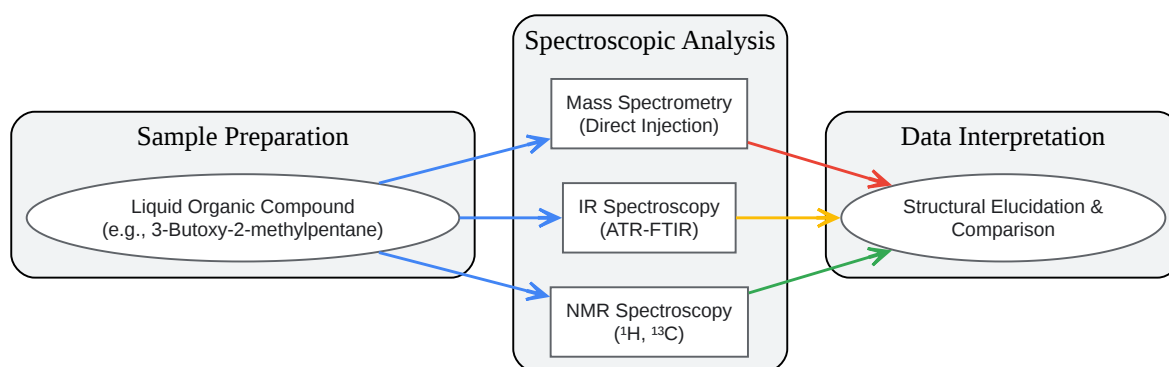 Sample Preparation
Liquid Organic Compound
(e.g., 3-Butoxy-2-methylpentane)
Spectroscopic Analysis
Mass Spectrometry
(Direct Injection)
IR Spectroscopy
(ATR-FTIR)
NMR Spectroscopy
(¹H, ¹³C)
Data Interpretation
Structural Elucidation &
Comparison